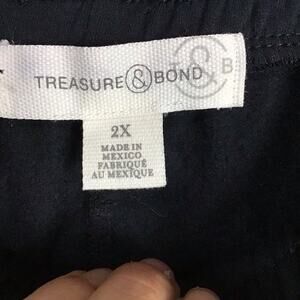 TREASURE & BOND
T & B
2X
MADE IN
MEXICO
FABRIQUÉ
AU MEXIQUE